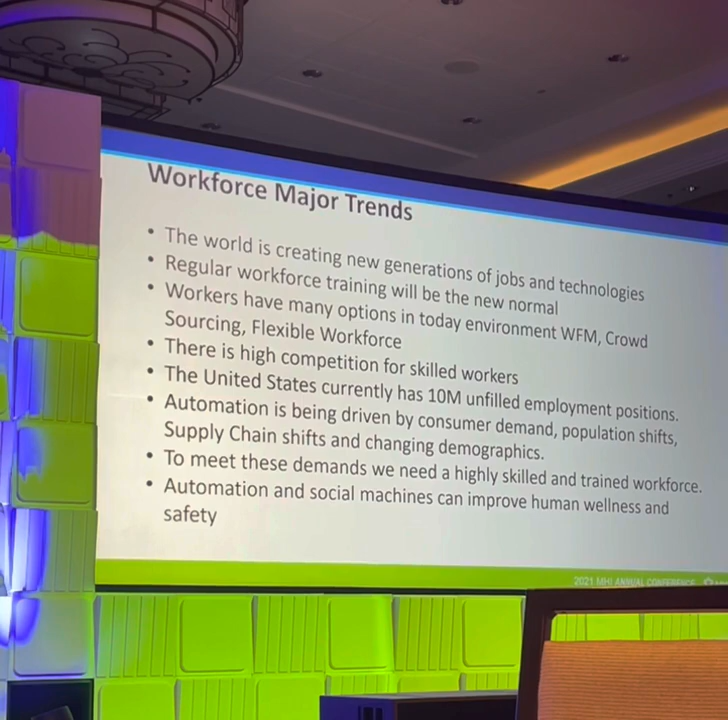 Workforce Major Trends
• The world is creating new generations of jobs and technologies
• Regular workforce training will be the new normal
• Workers have many options in today environment WFM, Crowd
Sourcing, Flexible Workforce
• There is high competition for skilled workers
• The United States currently has 10M unfilled employment positions.
• Automation is being driven by consumer demand, population shifts,
Supply Chain shifts and changing demographics.
• To meet these demands we need a highly skilled and trained workforce.
• Automation and social machines can improve human wellness and
safety
2021 MHI ANNUAL CONFERENCE